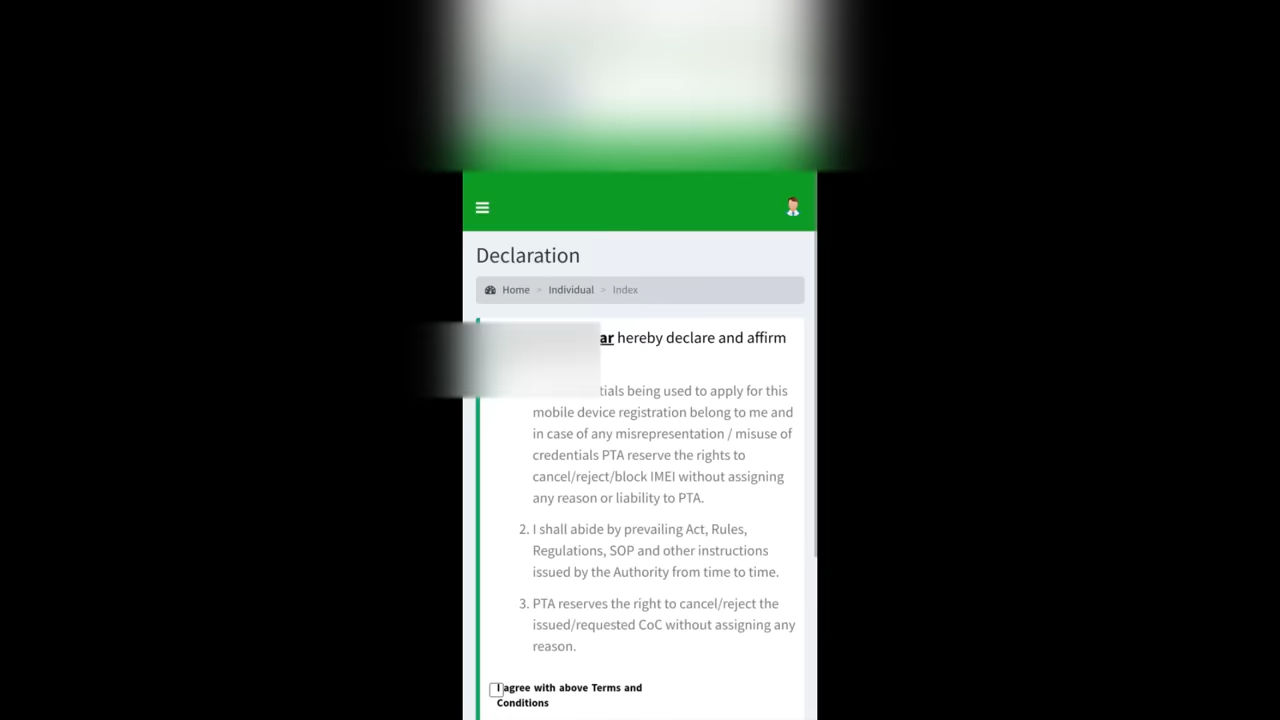 Declaration
Home > Individual > Index
hereby declare and affirm
being used to apply for this
mobile device registration belong to me and
in case of any misrepresentation / misuse of
credentials PTA reserve the rights to
cancel/reject/block IMEI without assigning
any reason or liability to PTA.
2. I shall abide by prevailing Act, Rules,
Regulations, SOP and other instructions
issued by the Authority from time to time.
3. PTA reserves the right to cancel/reject the
issued/requested CoC without assigning any
reason.
I agree with above Terms and
Conditions